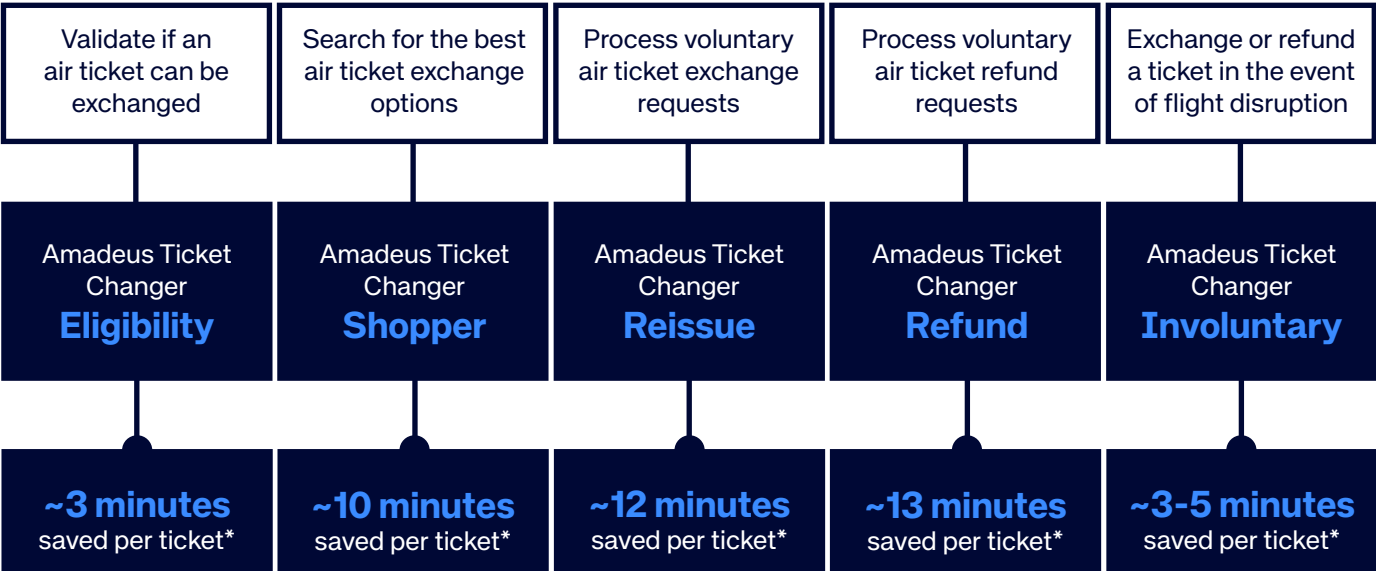 Validate if an
air ticket can be
exchanged
Search for the best
air ticket exchange
options
Process voluntary
air ticket exchange
requests
Process voluntary
air ticket refund
requests
Exchange or refund
a ticket in the event
of flight disruption
Amadeus Ticket
Changer
Eligibility
Amadeus Ticket
Changer
Shopper
Amadeus Ticket
Changer
Reissue
Amadeus Ticket
Changer
Refund
Amadeus Ticket
Changer
Involuntary
~3 minutes
saved per ticket*
~10 minutes
saved per ticket*
~12 minutes
saved per ticket*
~13 minutes
saved per ticket*
~3-5 minutes
saved per ticket*